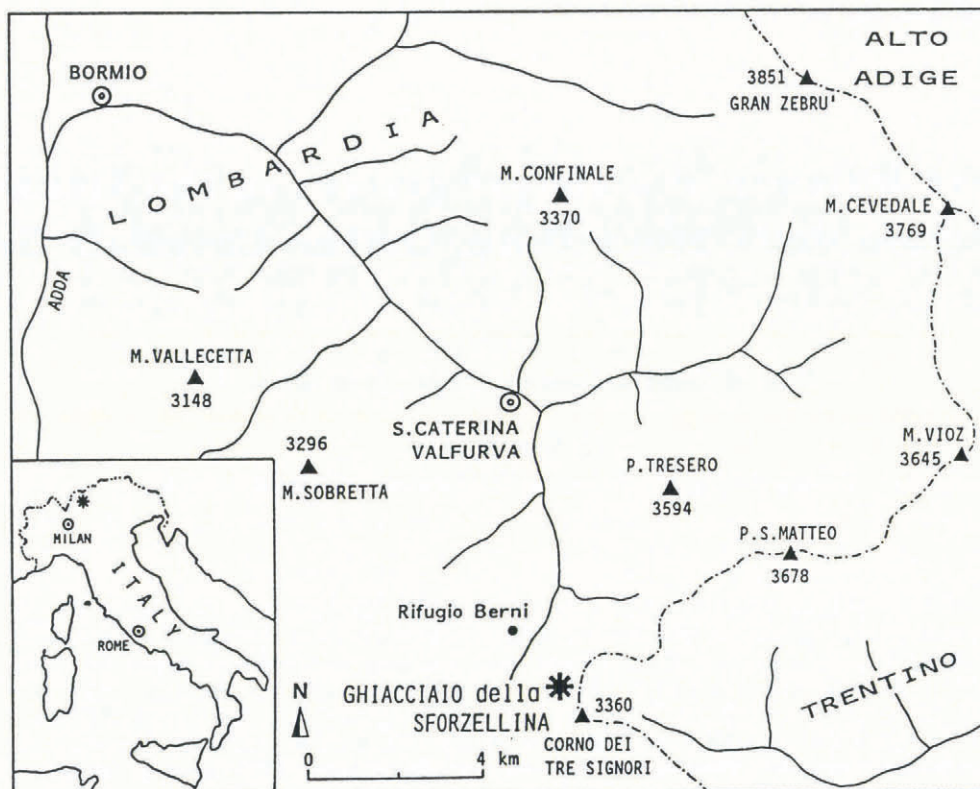 ALTO
ADIGE
BORMIO
3851
GRAN ZEBRU'
LOMBARDIA
M.CONFINALE
3370
M.CEVEDALE
3769
ADDA
M.VALLECETTA
3148
S.CATERINA
VALFURVA
3296
M.SOBRETTA
M.VIOZ
3645
P.TRESERO
3594
P.S.MATTEO
3678
MILAN
ITALY
ROME
Rifugio Berni
N
GHIACCIAIO della
SFORZELLINA
3360
CORNO DEI
TRE SIGNORI
TRENTINO
0 4 km